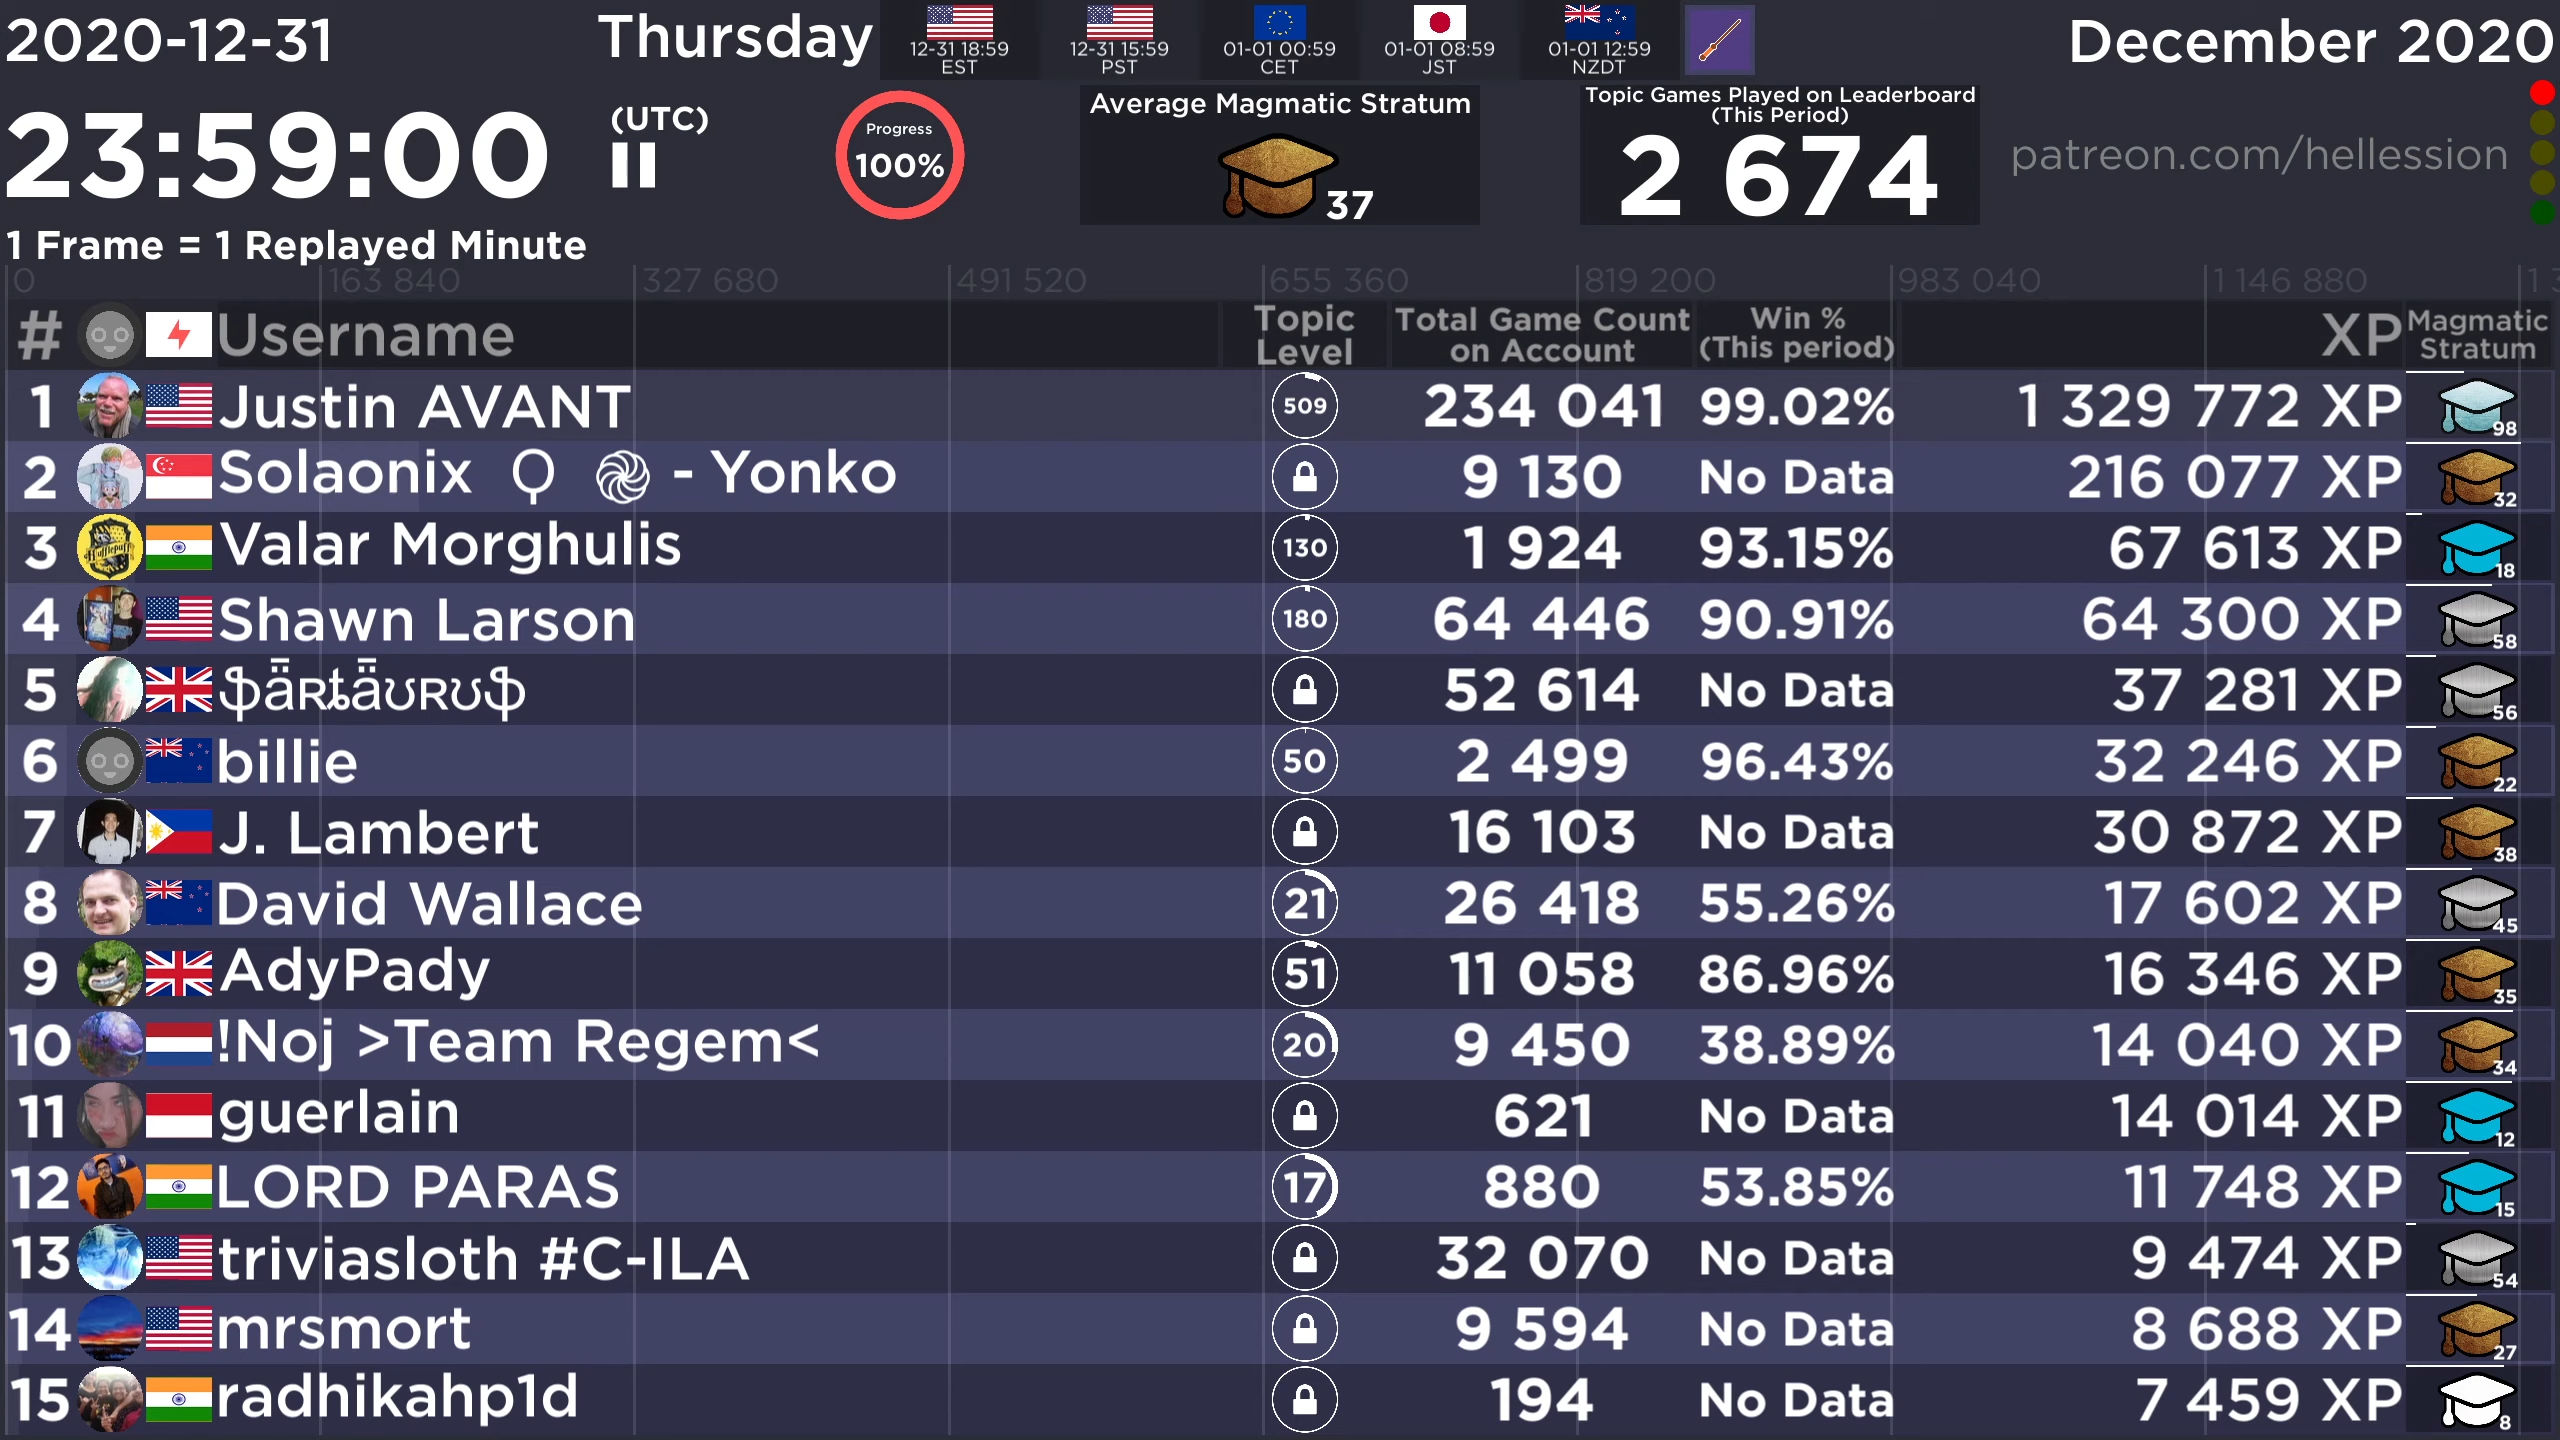 2020-12-31
Thursday
12-31 18:59
EST
12-31 15:59
PST
01-01 00:59
CET
01-01 08:59
JST
01-01 12:59
NZDT
December 2020
23:59:00
(UTC)
Progress
100%
Average Magmatic Stratum
37
Topic Games Played on Leaderboard
(This Period)
2 674
patreon.com/hellession
1 Frame = 1 Replayed Minute
0 163 840 327 680 491 520 655 360 819 200 983 040 1 146 880
# Username Topic Level Total Game Count on Account Win % (This period) XP Magmatic Stratum
1 Justin AVANT 509 234 041 99.02% 1 329 772 XP 98
2 Solaonix - Yonko 9 130 No Data 216 077 XP 32
3 Valar Morghulis 130 1 924 93.15% 67 613 XP 18
4 Shawn Larson 180 64 446 90.91% 64 300 XP 58
5 52 614 No Data 37 281 XP 56
6 billie 50 2 499 96.43% 32 246 XP 22
7 J. Lambert 16 103 No Data 30 872 XP 38
8 David Wallace 21 26 418 55.26% 17 602 XP 45
9 AdyPady 51 11 058 86.96% 16 346 XP 35
10 !Noj >Team Regem< 20 9 450 38.89% 14 040 XP 34
11 guerlain 621 No Data 14 014 XP 12
12 LORD PARAS 17 880 53.85% 11 748 XP 15
13 triviasloth #C-ILA 32 070 No Data 9 474 XP 54
14 mrsmort 9 594 No Data 8 688 XP 27
15 radhikahp1d 194 No Data 7 459 XP 8